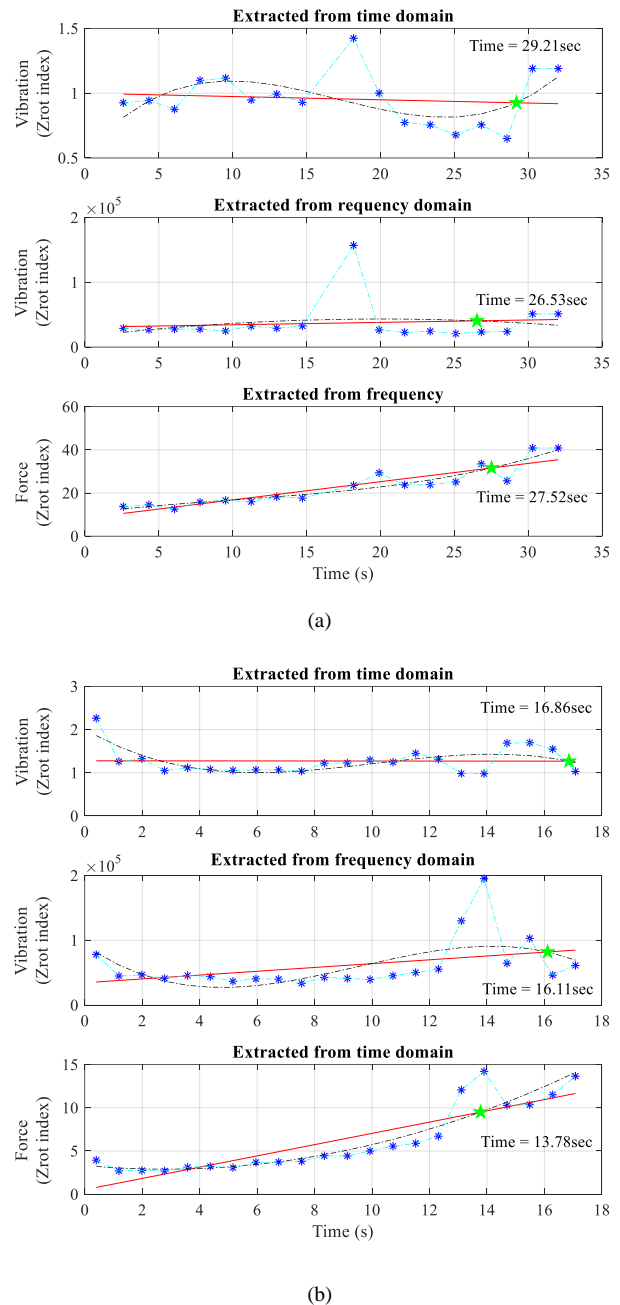 Extracted from time domain
1.5
1
0.5
Vibration
(Zrot index)
Time = 29.21sec
0 5 10 15 20 25 30 35
×10⁵
Extracted from requency domain
2
1
0
Vibration
(Zrot index)
Time = 26.53sec
0 5 10 15 20 25 30 35
Extracted from frequency
60
40
20
0
Force
(Zrot index)
Time = 27.52sec
0 5 10 15 20 25 30 35
Time (s)
(a)
Extracted from time domain
3
2
1
0
Vibration
(Zrot index)
Time = 16.86sec
0 2 4 6 8 10 12 14 16 18
×10⁵
Extracted from frequency domain
2
1
0
Vibration
(Zrot index)
Time = 16.11sec
0 2 4 6 8 10 12 14 16 18
Extracted from time domain
15
10
5
0
Force
(Zrot index)
Time = 13.78sec
0 2 4 6 8 10 12 14 16 18
Time (s)
(b)